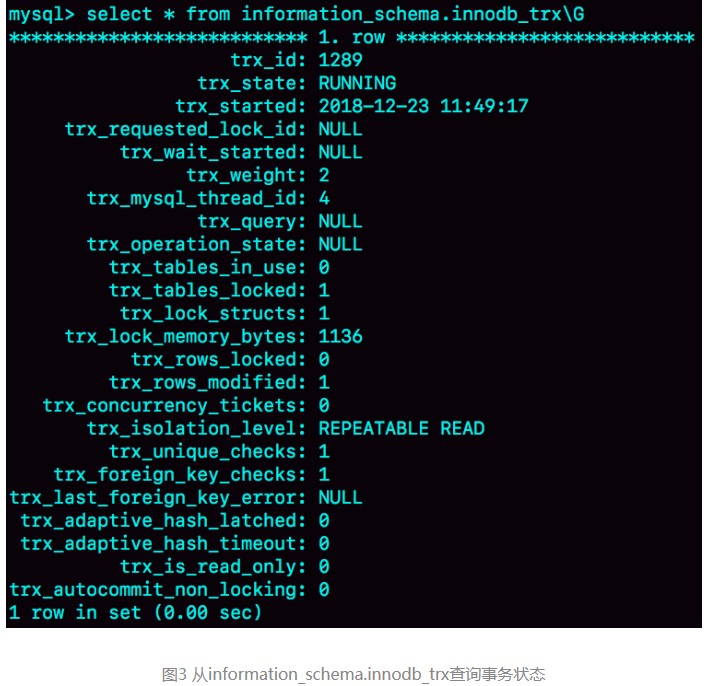 mysql> select * from information_schema.innodb_trx\G
*************************** 1. row ***************************
trx_id: 1289
trx_state: RUNNING
trx_started: 2018-12-23 11:49:17
trx_requested_lock_id: NULL
trx_wait_started: NULL
trx_weight: 2
trx_mysql_thread_id: 4
trx_query: NULL
trx_operation_state: NULL
trx_tables_in_use: 0
trx_tables_locked: 1
trx_lock_structs: 1
trx_lock_memory_bytes: 1136
trx_rows_locked: 0
trx_rows_modified: 1
trx_concurrency_tickets: 0
trx_isolation_level: REPEATABLE READ
trx_unique_checks: 1
trx_foreign_key_checks: 1
trx_last_foreign_key_error: NULL
trx_adaptive_hash_latched: 0
trx_adaptive_hash_timeout: 0
trx_is_read_only: 0
trx_autocommit_non_locking: 0
1 row in set (0.00 sec)
图3 从information_schema.innodb_trx查询事务状态